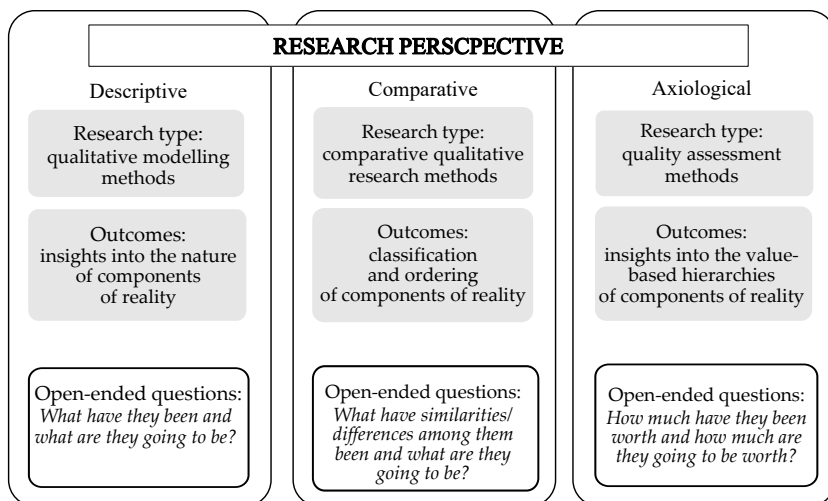 RESEARCH PERSCPECTIVE
Descriptive
Research type:
qualitative modelling
methods
Outcomes:
insights into the nature
of components
of reality
Open-ended questions:
What have they been and
what are they going to be?
Comparative
Research type:
comparative qualitative
research methods
Outcomes:
classification
and ordering
of components of reality
Open-ended questions:
What have similarities/
differences among them
been and what are they
going to be?
Axiological
Research type:
quality assessment
methods
Outcomes:
insights into the value-
based hierarchies
of components of reality
Open-ended questions:
How much have they been
worth and how much are
they going to be worth?